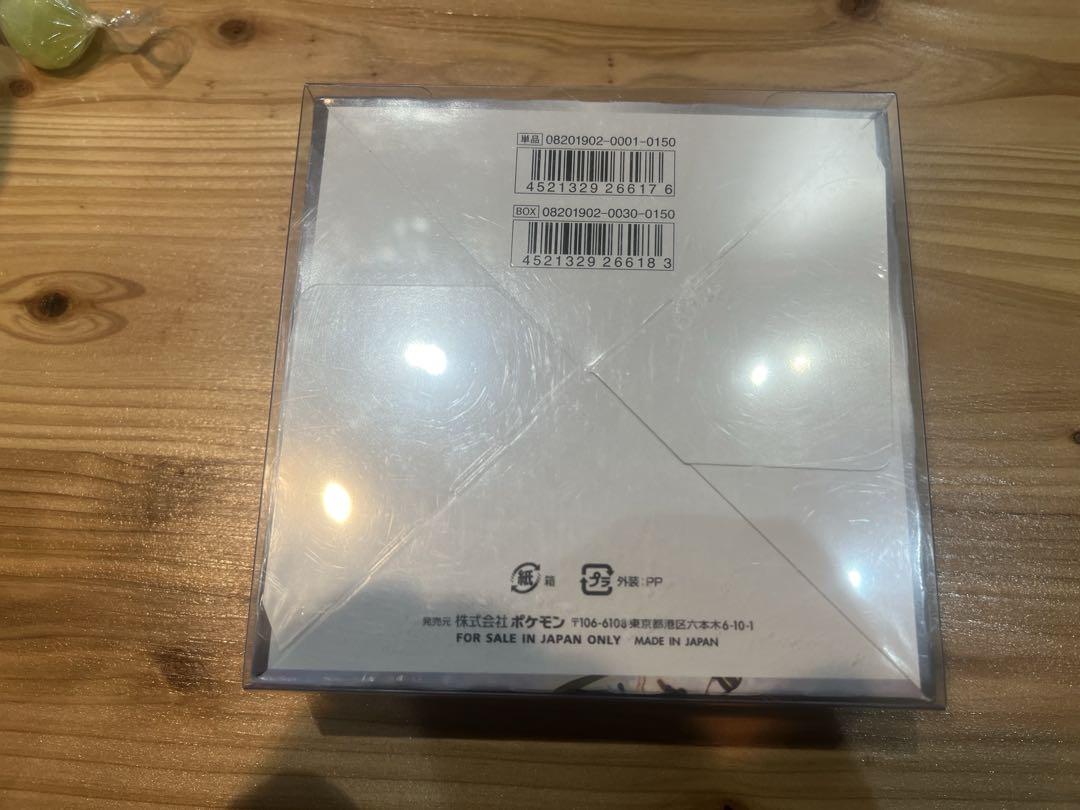 単品 08201902-0001-0150
4521329 26617 6
BOX 08201902-0030-0150
4521329 26618 3
紙 箱 プラ 外装:PP
発売元 株式会社 ポケモン 〒106-6108 東京都港区六本木6-10-1
FOR SALE IN JAPAN ONLY MADE IN JAPAN